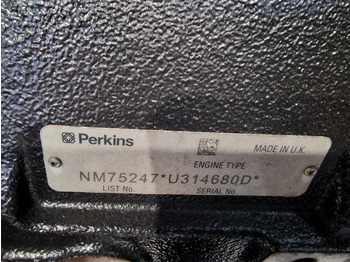 Perkins
ENGINE TYPE MADE IN U.K.
NM75247*U314680D*
LIST No. SERIAL No.